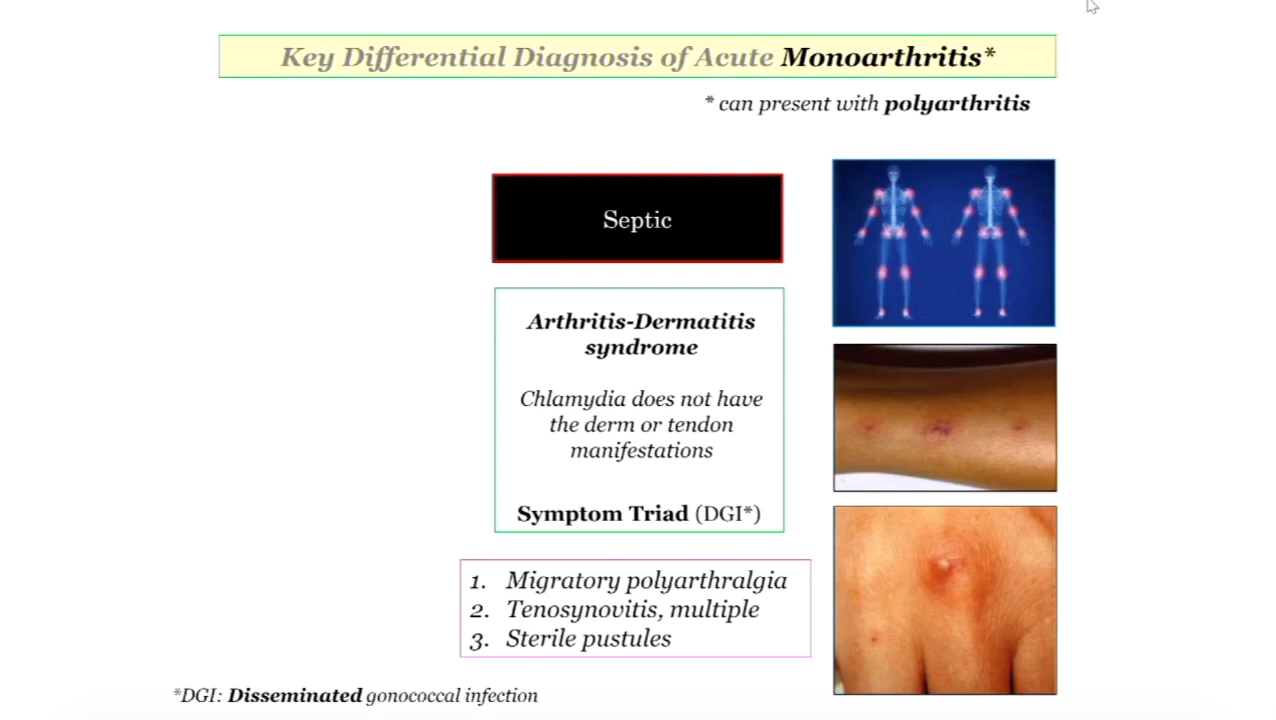 Key Differential Diagnosis of Acute Monoarthritis*
* can present with polyarthritis
Septic
Arthritis-Dermatitis
syndrome
Chlamydia does not have
the derm or tendon
manifestations
Symptom Triad (DGI*)
1. Migratory polyarthralgia
2. Tenosynovitis, multiple
3. Sterile pustules
*DGI: Disseminated gonococcal infection